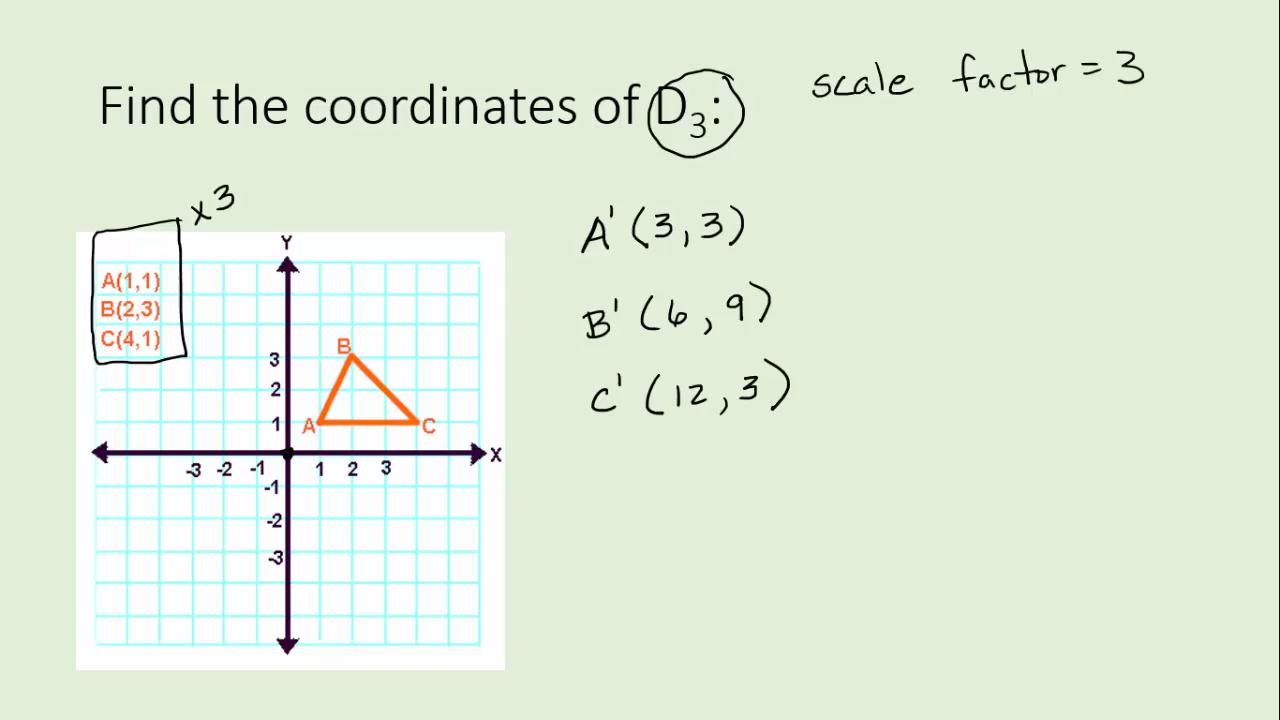 Find the coordinates of D3:
scale factor = 3
x3
A(1,1)
B(2,3)
C(4,1)
A'(3,3)
B'(6,9)
C'(12,3)
Y
B
3
2
1
A
C
X
-3 -2 -1 1 2 3
-1
-2
-3